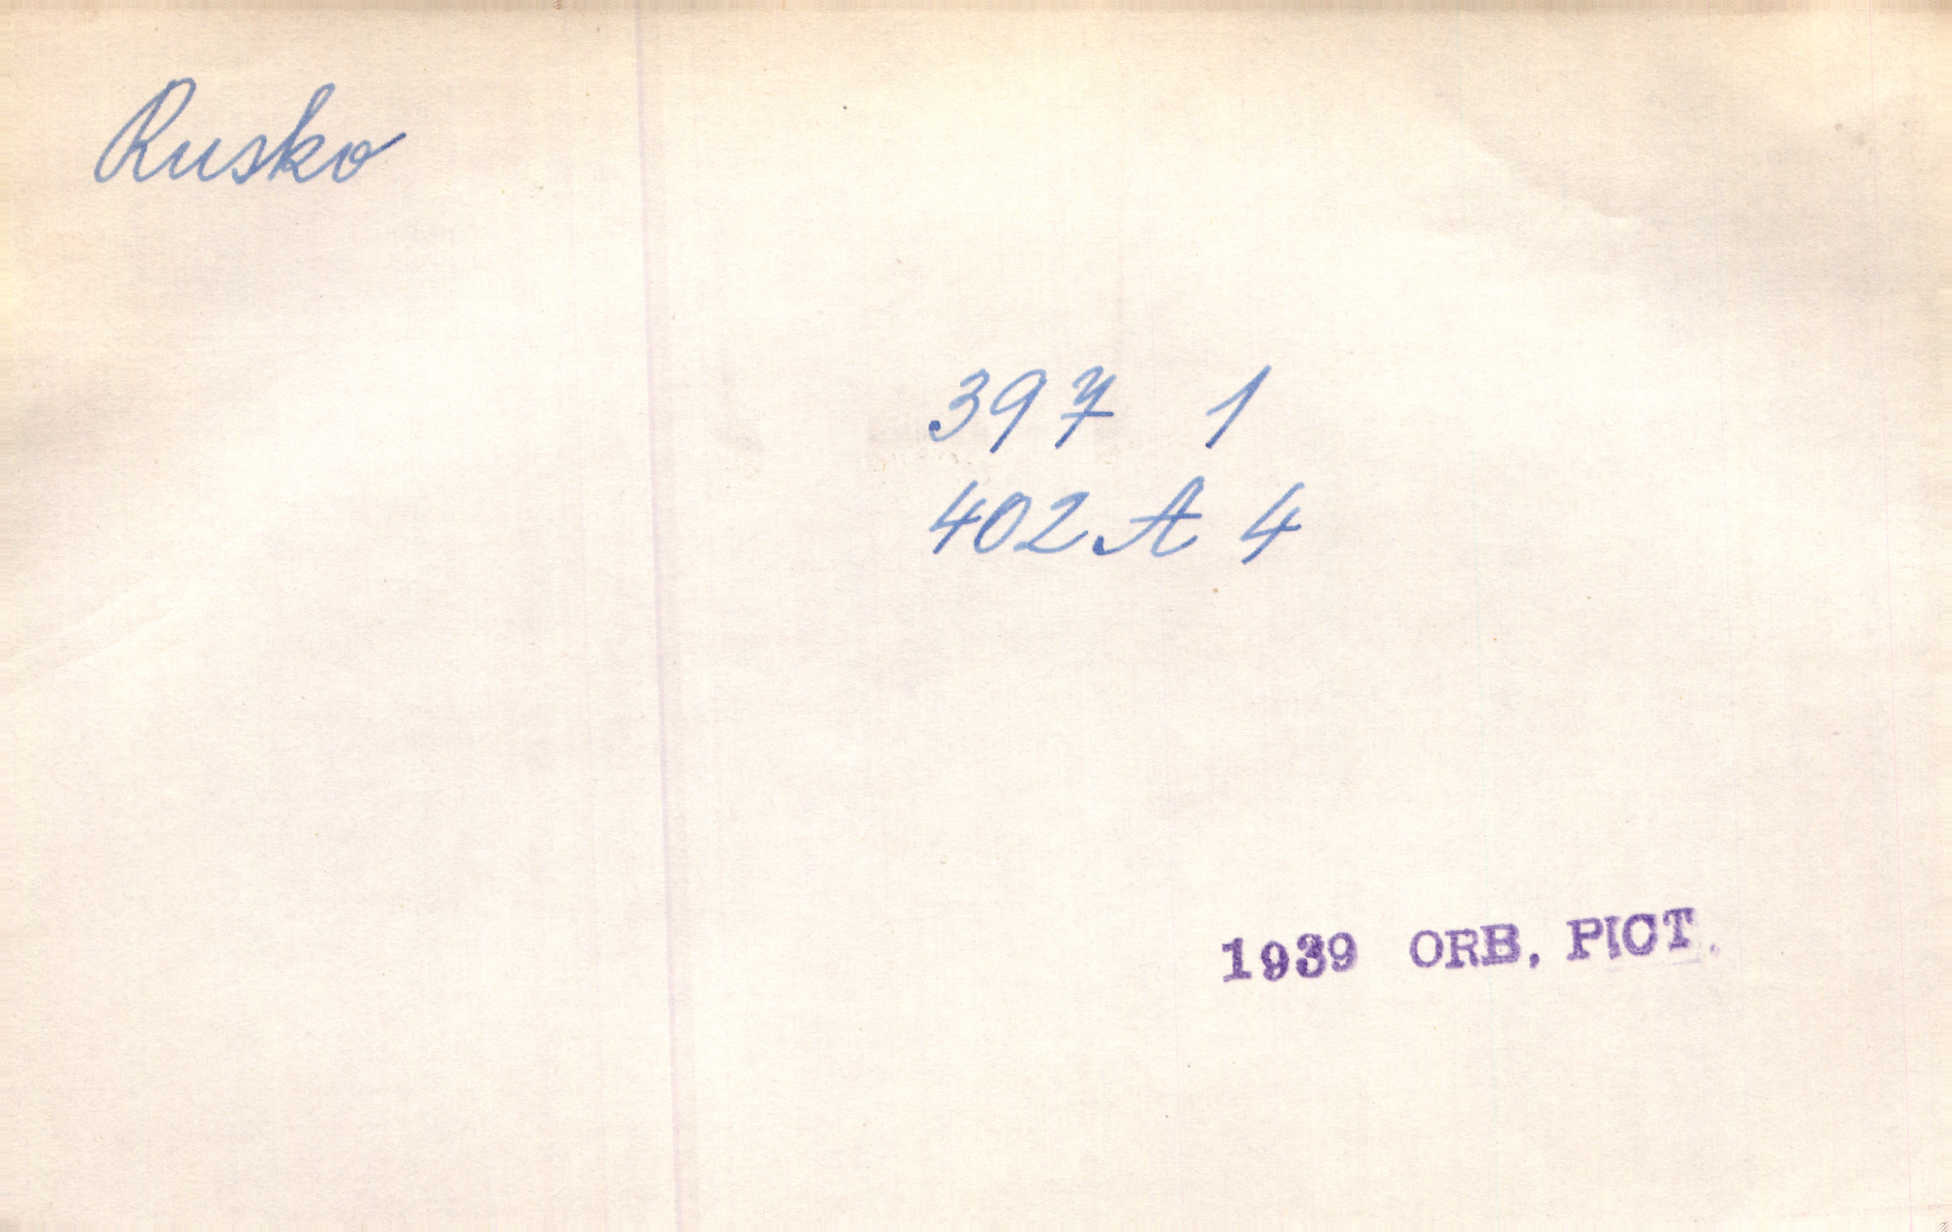 Rusko
397 1
402A 4
1939 ORB. PICT.